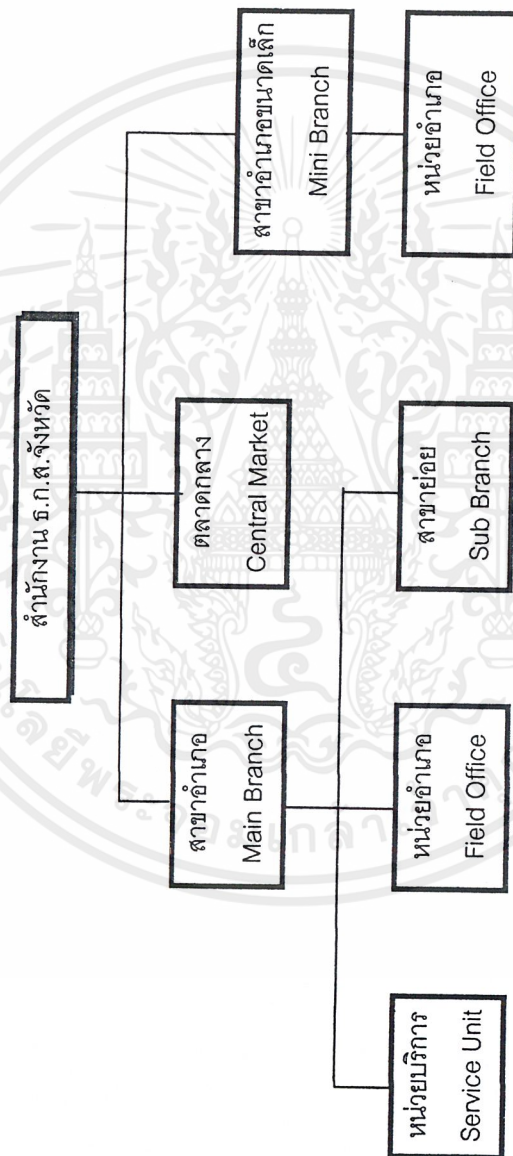 สำนักงาน ธ.ก.ส.จังหวัด
สาขาอำเภอ
Main Branch
ตลาดกลาง
Central Market
สาขาอำเภอขนาดเล็ก
Mini Branch
หน่วยบริการ
Service Unit
หน่วยอำเภอ
Field Office
สาขาย่อย
Sub Branch
หน่วยอำเภอ
Field Office